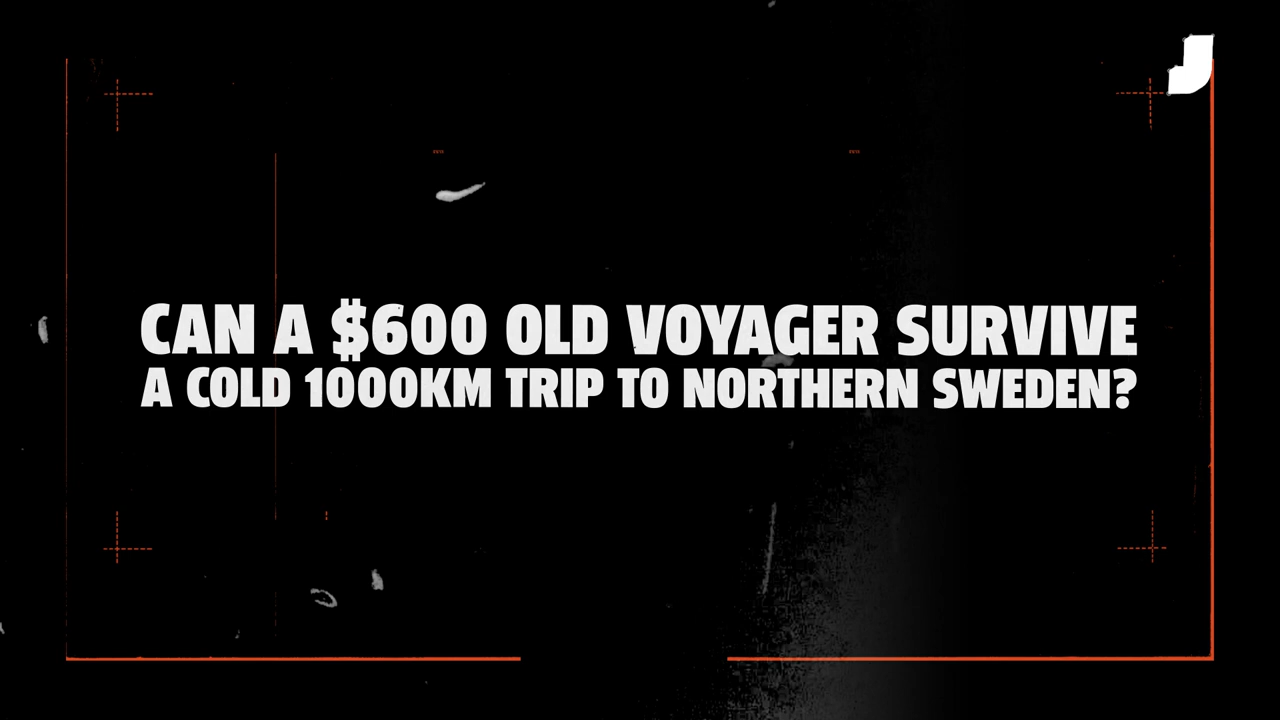 CAN A $600 OLD VOYAGER SURVIVE
A COLD 1000KM TRIP TO NORTHERN SWEDEN?